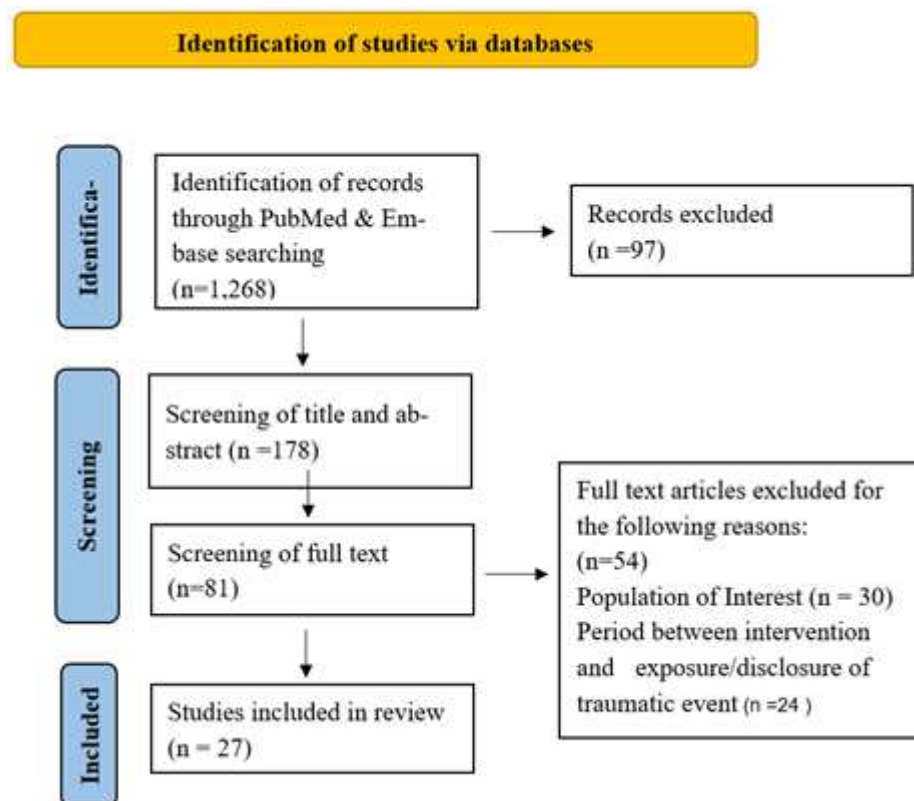 Identification of studies via databases
Identifica-
Identification of records
through PubMed & Em-
base searching
(n=1,268)
Records excluded
(n =97)
Screening
Screening of title and ab-
stract (n =178)
Screening of full text
(n=81)
Full text articles excluded for
the following reasons:
(n=54)
Population of Interest (n = 30)
Period between intervention
and exposure/disclosure of
traumatic event (n =24 )
Included
Studies included in review
(n = 27)